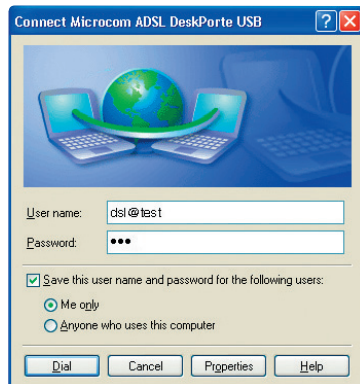 Connect Microcom ADSL DeskPorte USB
User name: dsl@test
Password: •••
Save this user name and password for the following users:
Me only
Anyone who uses this computer
Dial Cancel Properties Help